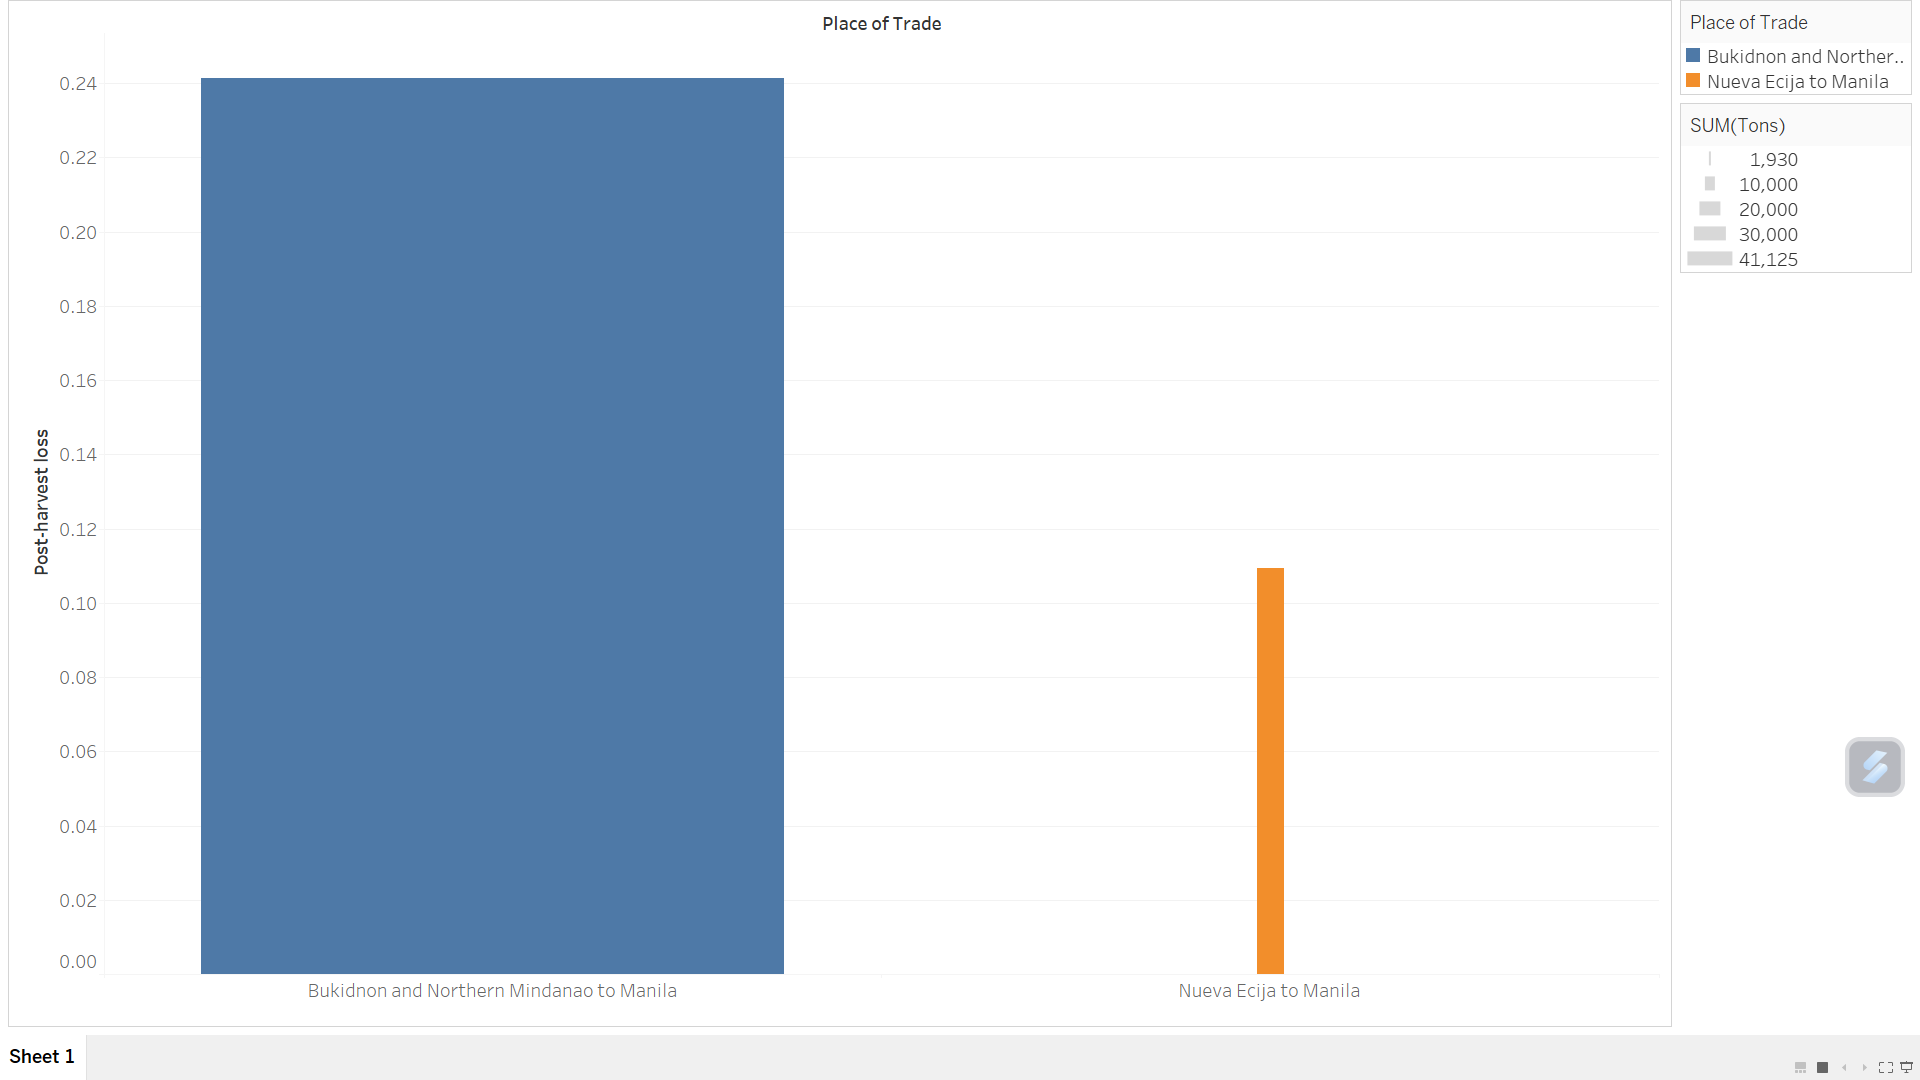 Place of Trade
0.24
0.22
0.20
0.18
0.16
0.14
0.12
0.10
0.08
0.06
0.04
0.02
0.00
Post-harvest loss
Bukidnon and Northern Mindanao to Manila
Nueva Ecija to Manila
Place of Trade
Bukidnon and Norther..
Nueva Ecija to Manila
SUM(Tons)
1,930
10,000
20,000
30,000
41,125
Sheet 1